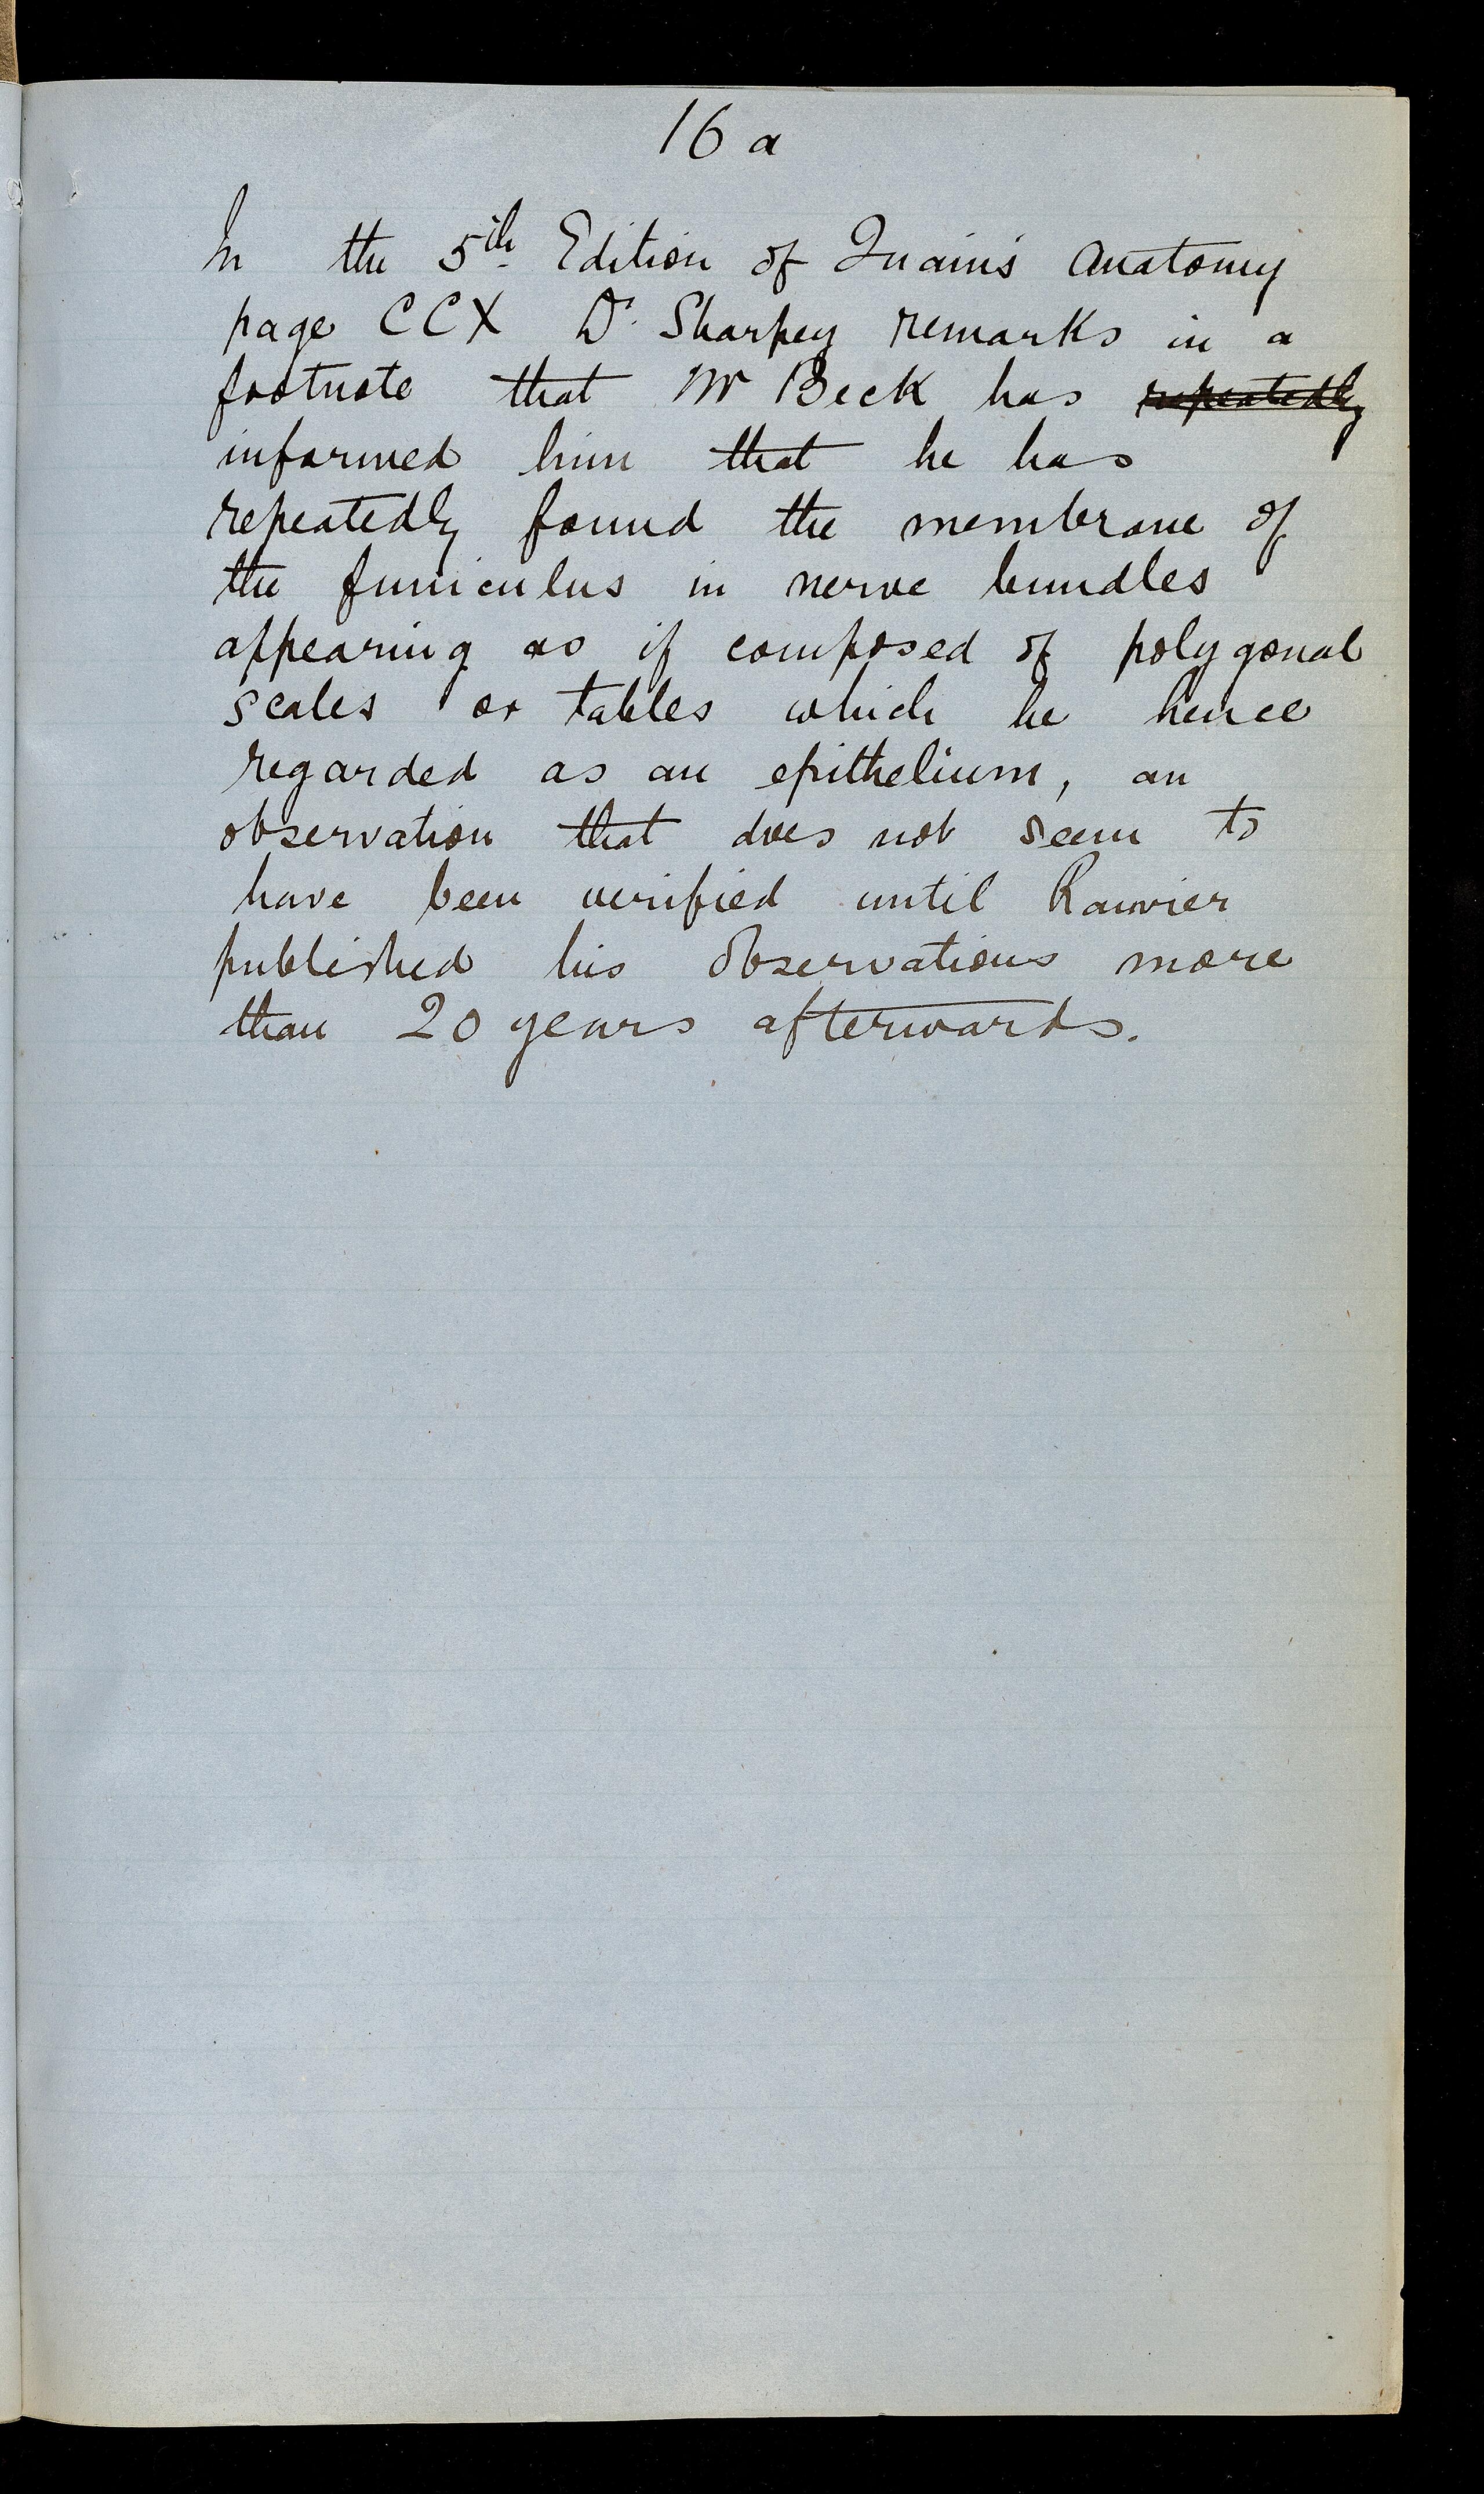 16 a
In the 5th Edition of Quain's Anatomy
page CCX Dr. Sharpey remarks in a
footnote that Mr Beck has repeatedly
informed him that he has
repeatedly found the membrane of
the funiculus in nerve bundles
appearing as if composed of polygonal
scales or tables which he hence
regarded as an epithelium, an
observation that does not seem to
have been verified until Ranvier
published his observations more
than 20 years afterwards.